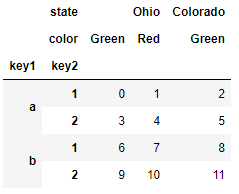 state Ohio Colorado
color Green Red Green
key1 key2
a 1 0 1 2
2 3 4 5
b 1 6 7 8
2 9 10 11